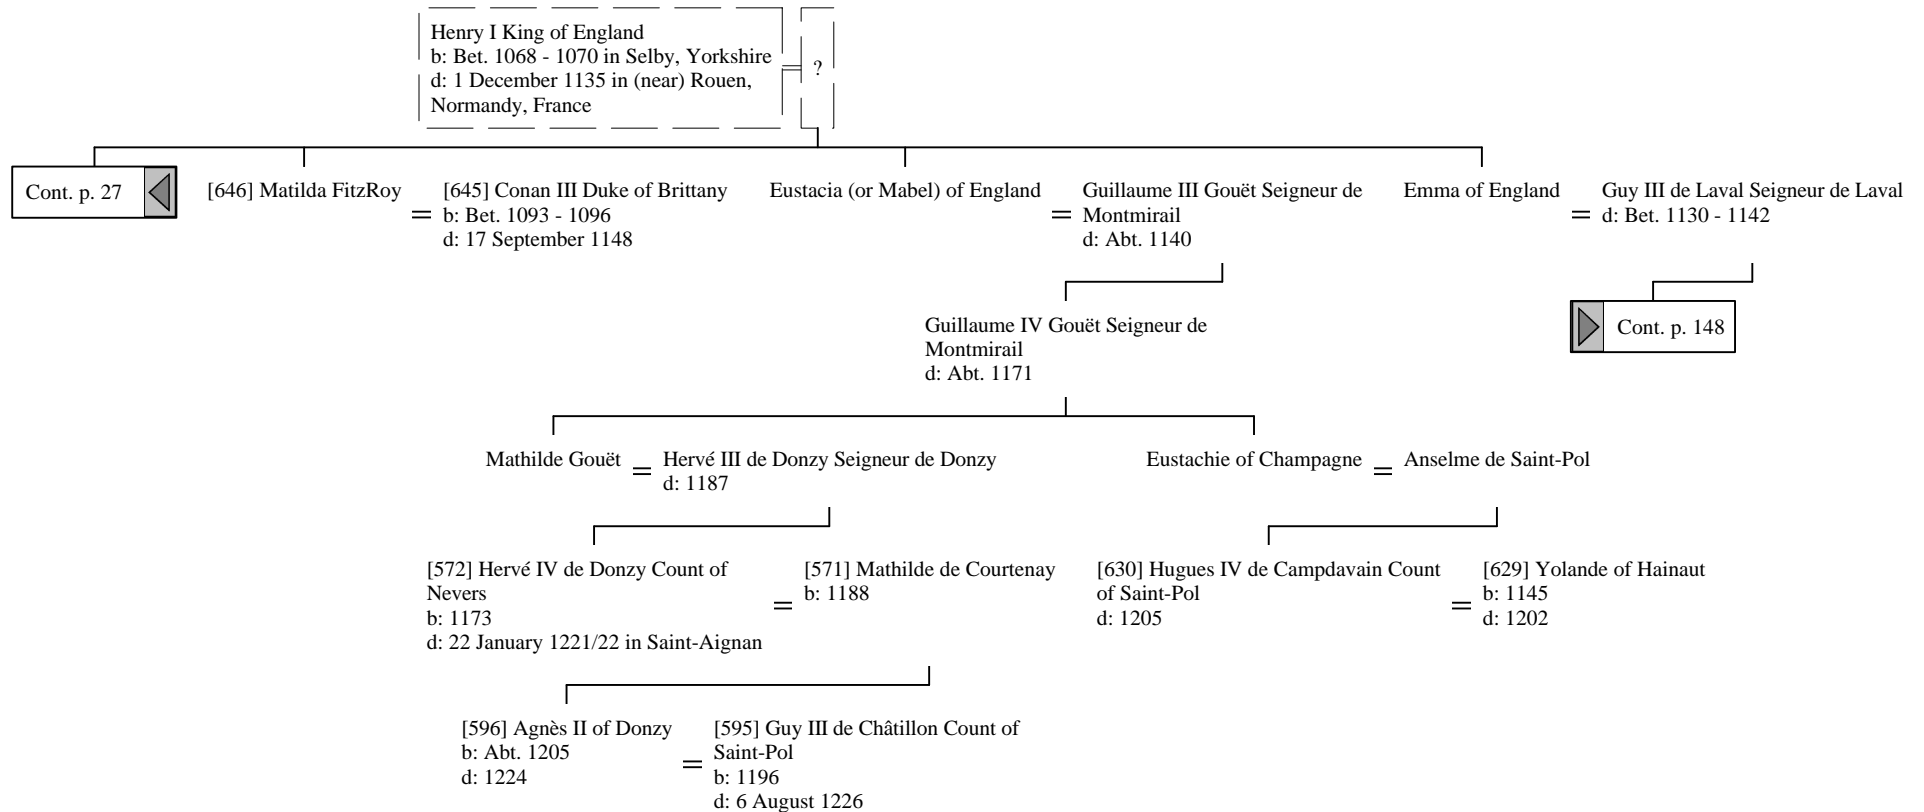 Henry I King of England
b: Bet. 1068 - 1070 in Selby, Yorkshire
d: 1 December 1135 in (near) Rouen,
Normandy, France
?
Cont. p. 27
[646] Matilda FitzRoy
=
[645] Conan III Duke of Brittany
b: Bet. 1093 - 1096
d: 17 September 1148
Eustacia (or Mabel) of England
=
Guillaume III Gouët Seigneur de
Montmirail
d: Abt. 1140
Emma of England
=
Guy III de Laval Seigneur de Laval
d: Bet. 1130 - 1142
Guillaume IV Gouët Seigneur de
Montmirail
d: Abt. 1171
Cont. p. 148
Mathilde Gouët
=
Hervé III de Donzy Seigneur de Donzy
d: 1187
Eustachie of Champagne
=
Anselme de Saint-Pol
[572] Hervé IV de Donzy Count of
Nevers
b: 1173
d: 22 January 1221/22 in Saint-Aignan
=
[571] Mathilde de Courtenay
b: 1188
[630] Hugues IV de Campdavain Count
of Saint-Pol
d: 1205
=
[629] Yolande of Hainaut
b: 1145
d: 1202
[596] Agnès II of Donzy
b: Abt. 1205
d: 1224
=
[595] Guy III de Châtillon Count of
Saint-Pol
b: 1196
d: 6 August 1226